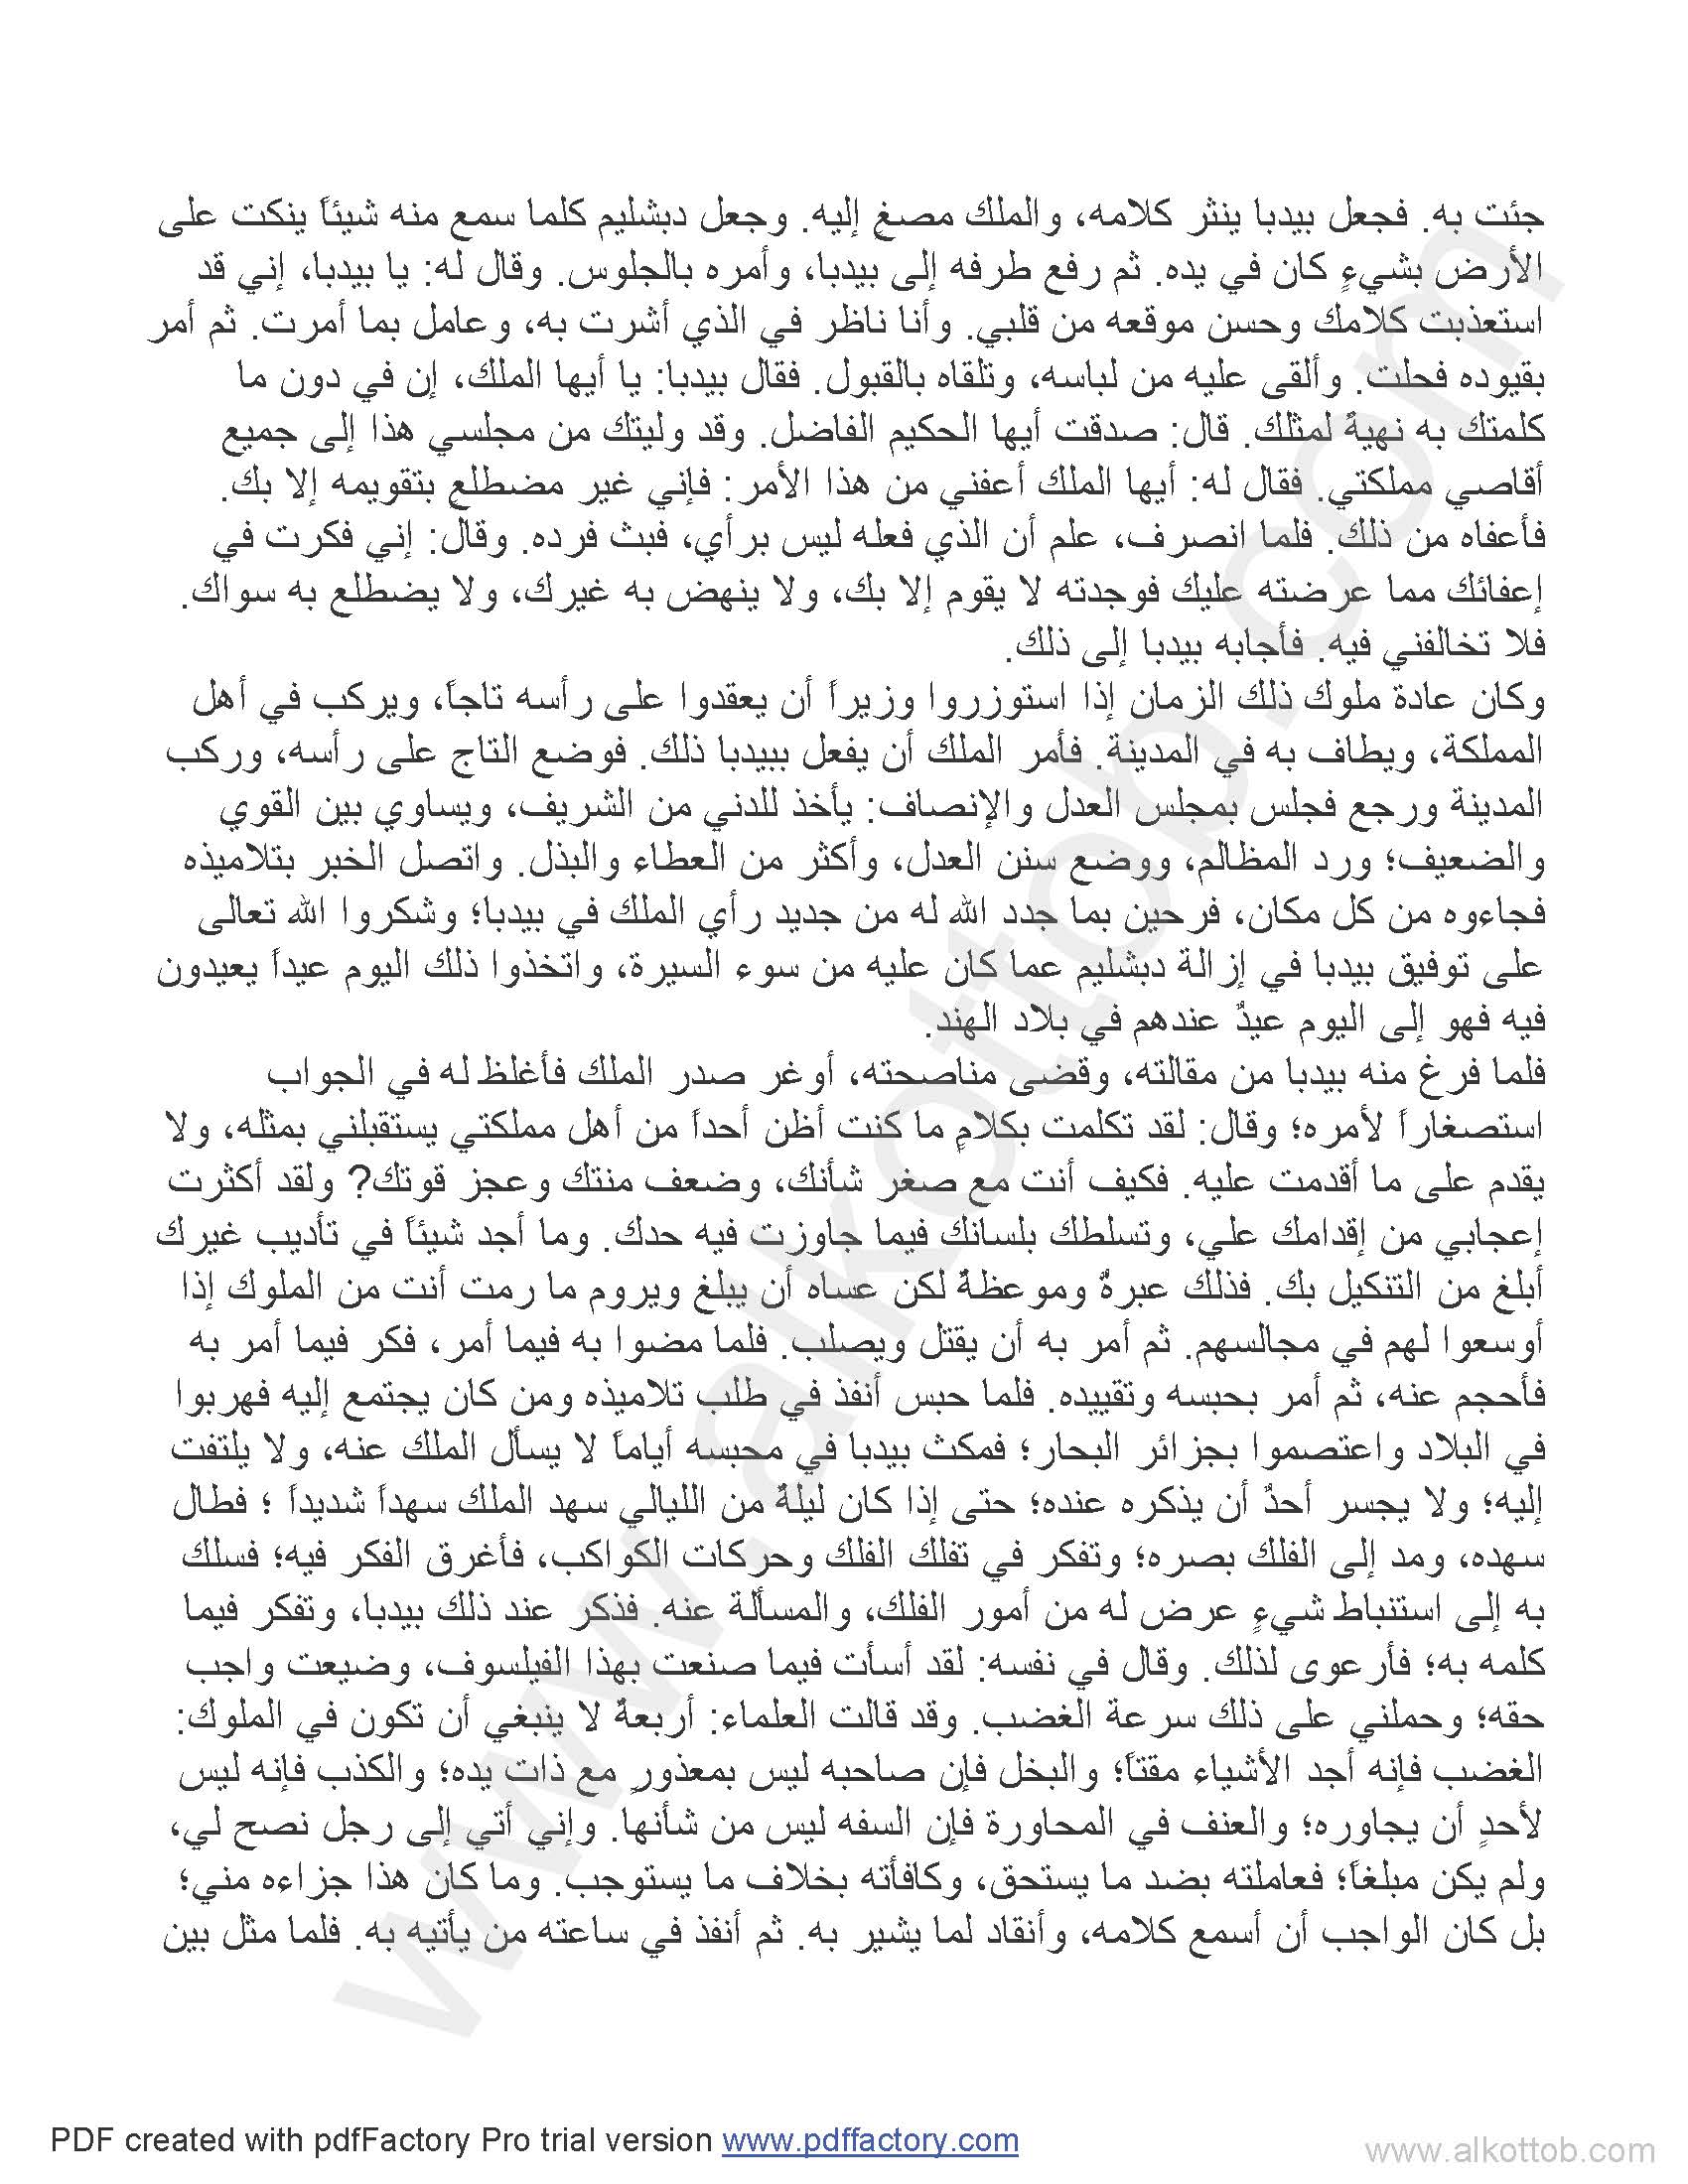 جئت به. فجعل بيدبا ينثر كلامه، والملك مصغٍ إليه. وجعل دبشليم كلما سمع منه شيئاً ينكت على
الأرض بشيءٍ كان في يده. ثم رفع طرفه إلى بيدبا، وأمره بالجلوس. وقال له: يا بيدبا، إني قد
استعذبت كلامك وحسن موقعه من قلبي. وأنا ناظر في الذي أشرت به، وعامل بما أمرت. ثم أمر
بقيوده فحلت. وألقى عليه من لباسه، وتلقاه بالقبول. فقال بيدبا: يا أيها الملك، إن في دون ما
كلمتك به نهيةً لمثلك. قال: صدقت أيها الحكيم الفاضل. وقد وليتك من مجلسي هذا إلى جميع
أقاصي مملكتي. فقال له: أيها الملك أعفني من هذا الأمر: فإني غير مضطلعٍ بتقويمه إلا بك.
فأعفاه من ذلك. فلما انصرف، علم أن الذي فعله ليس برأي، فبث فرده. وقال: إني فكرت في
إعفائك مما عرضته عليك فوجدته لا يقوم إلا بك، ولا ينهض به غيرك، ولا يضطلع به سواك.
فلا تخالفني فيه. فأجابه بيدبا إلى ذلك.
وكان عادة ملوك ذلك الزمان إذا استوزروا وزيراً أن يعقدوا على رأسه تاجاً، ويركب في أهل
المملكة، ويطاف به في المدينة. فأمر الملك أن يفعل ببيدبا ذلك. فوضع التاج على رأسه، وركب
المدينة ورجع فجلس بمجلس العدل والإنصاف: يأخذ للدني من الشريف، ويساوي بين القوي
والضعيف؛ ورد المظالم، ووضع سنن العدل، وأكثر من العطاء والبذل. واتصل الخبر بتلاميذه
فجاءوه من كل مكان، فرحين بما جدد الله له من جديد رأي الملك في بيدبا؛ وشكروا الله تعالى
على توفيق بيدبا في إزالة دبشليم عما كان عليه من سوء السيرة، واتخذوا ذلك اليوم عيداً يعيدون
فيه فهو إلى اليوم عيدٌ عندهم في بلاد الهند.
فلما فرغ منه بيدبا من مقالته، وقضى مناصحته، أوغر صدر الملك فأغلظ له في الجواب
استصغاراً لأمره؛ وقال: لقد تكلمت بكلامٍ ما كنت أظن أحداً من أهل مملكتي يستقبلني بمثله، ولا
يقدم على ما أقدمت عليه. فكيف أنت مع صغر شأنك، وضعف منتك وعجز قوتك? ولقد أكثرت
إعجابي من إقدامك علي، وتسلطك بلسانك فيما جاوزت فيه حدك. وما أجد شيئاً في تأديب غيرك
أبلغ من التنكيل بك. فذلك عبرةٌ وموعظةٌ لكن عساه أن يبلغ ويروم ما رمت أنت من الملوك إذا
أوسعوا لهم في مجالسهم. ثم أمر به أن يقتل ويصلب. فلما مضوا به فيما أمر، فكر فيما أمر به
فأحجم عنه، ثم أمر بحبسه وتقييده. فلما حبس أنفذ في طلب تلاميذه ومن كان يجتمع إليه فهربوا
في البلاد واعتصموا بجزائر البحار؛ فمكث بيدبا في محبسه أياماً لا يسأل الملك عنه، ولا يلتفت
إليه؛ ولا يجسر أحدٌ أن يذكره عنده؛ حتى إذا كان ليلةٌ من الليالي سهد الملك سهداً شديداً ؛ فطال
سهده، ومد إلى الفلك بصره؛ وتفكر في تفلك الفلك وحركات الكواكب، فأغرق الفكر فيه؛ فسلك
به إلى استنباط شيءٍ عرض له من أمور الفلك، والمسألة عنه. فذكر عند ذلك بيدبا، وتفكر فيما
كلمه به؛ فأرعوى لذلك. وقال في نفسه: لقد أسأت فيما صنعت بهذا الفيلسوف، وضيعت واجب
حقه؛ وحملني على ذلك سرعة الغضب. وقد قالت العلماء: أربعةٌ لا ينبغي أن تكون في الملوك:
الغضب فإنه أجد الأشياء مقتاً؛ والبخل فإن صاحبه ليس بمعذورٍ مع ذات يده؛ والكذب فإنه ليس
لأحدٍ أن يجاوره؛ والعنف في المحاورة فإن السفه ليس من شأنها. وإني أتي إلى رجل نصح لي،
ولم يكن مبلغاً؛ فعاملته بضد ما يستحق، وكافأته بخلاف ما يستوجب. وما كان هذا جزاءه مني؛
بل كان الواجب أن أسمع كلامه، وأنقاد لما يشير به. ثم أنفذ في ساعته من يأتيه به. فلما مثل بين
www.alkottob.com
PDF created with pdfFactory Pro trial version www.pdffactory.com
www.alkottob.com